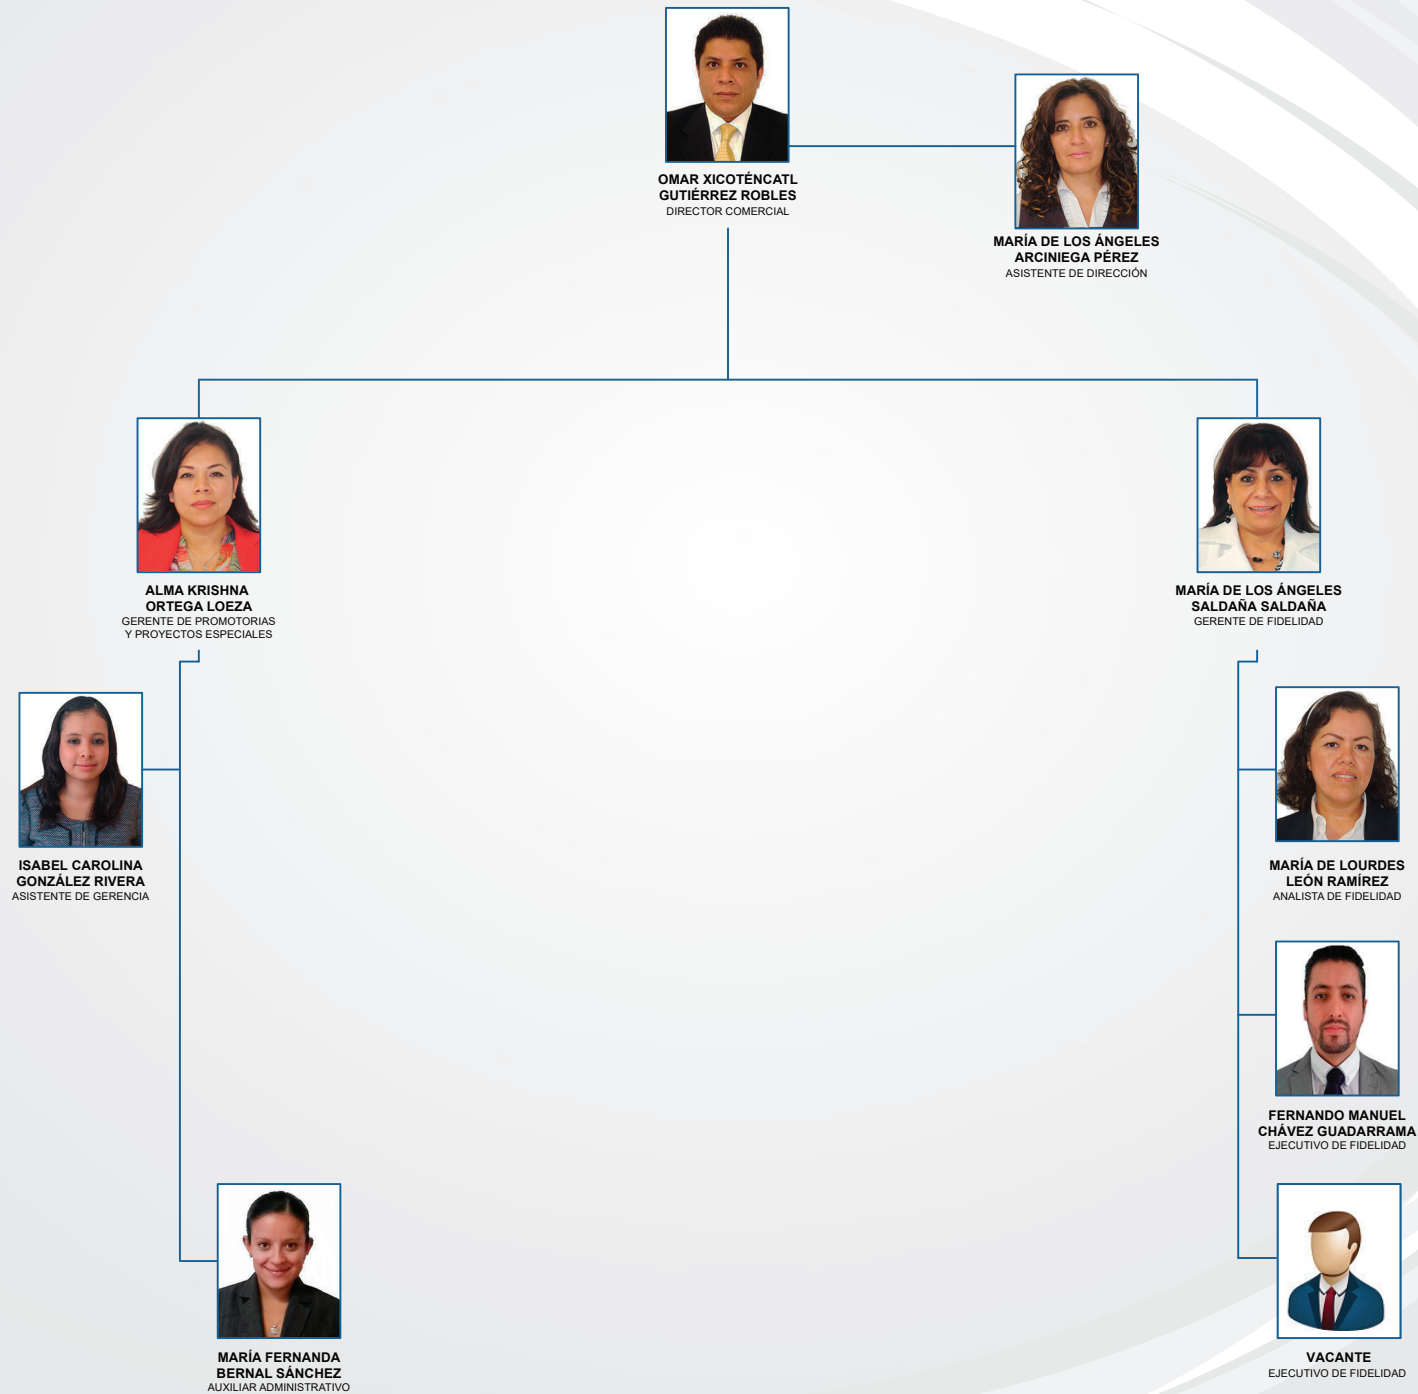 OMAR XICOTÉNCATL
GUTIÉRREZ ROBLES
DIRECTOR COMERCIAL
MARÍA DE LOS ÁNGELES
ARCINIEGA PÉREZ
ASISTENTE DE DIRECCIÓN
ALMA KRISHNA
ORTEGA LOEZA
GERENTE DE PROMOTORIAS
Y PROYECTOS ESPECIALES
MARÍA DE LOS ÁNGELES
SALDAÑA SALDAÑA
GERENTE DE FIDELIDAD
ISABEL CAROLINA
GONZÁLEZ RIVERA
ASISTENTE DE GERENCIA
MARÍA DE LOURDES
LEÓN RAMÍREZ
ANALISTA DE FIDELIDAD
FERNANDO MANUEL
CHÁVEZ GUADARRAMA
EJECUTIVO DE FIDELIDAD
MARÍA FERNANDA
BERNAL SÁNCHEZ
AUXILIAR ADMINISTRATIVO
VACANTE
EJECUTIVO DE FIDELIDAD